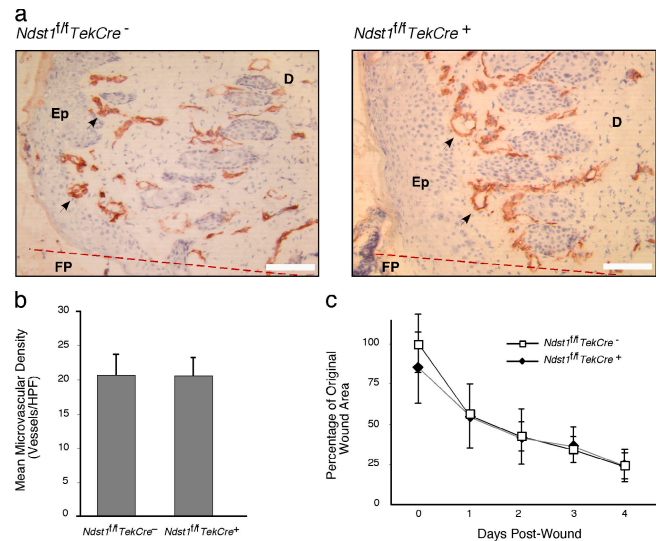 a
Ndst1f/fTekCre - Ndst1f/fTekCre +
Ep D
FP
Ep D
FP
b
Mean Microvascular Density
(Vessels/HPF)
30
25
20
15
10
5
0
Ndst1f/fTekCre– Ndst1f/fTekCre+
c
Percentage of Original
Wound Area
100
75
50
25
0 1 2 3 4
Days Post-Wound
Ndst1f/fTekCre -
Ndst1f/fTekCre +